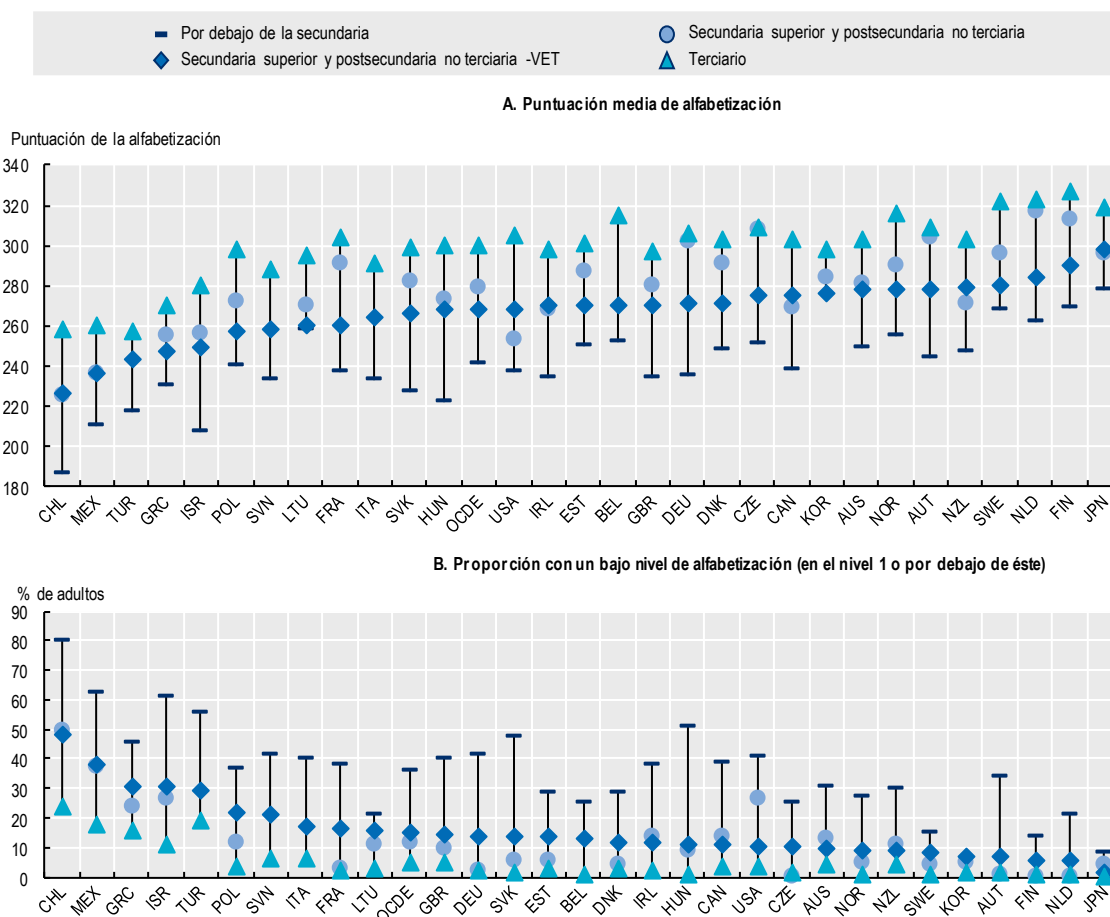 Por debajo de la secundaria
Secundaria superior y postsecundaria no terciaria
Secundaria superior y postsecundaria no terciaria -VET
Terciario
A. Puntuación media de alfabetización
Puntuación de la alfabetización
340
320
300
280
260
240
220
200
180
CHL MEX TUR GRC ISR POL SVN LTU FRA ITA SVK HUN OCDE USA IRL EST BEL GBR DEU DNK CZE CAN KOR AUS NOR AUT NZL SWE NLD FIN JPN
B. Proporción con un bajo nivel de alfabetización (en el nivel 1 o por debajo de éste)
% de adultos
90
80
70
60
50
40
30
20
10
0
CHL MEX GRC ISR TUR POL SVN ITA FRA LTU OCDE GBR DEU SVK EST BEL DNK IRL HUN CAN USA CZE AUS NOR NZL SWE KOR AUT FIN NLD JPN